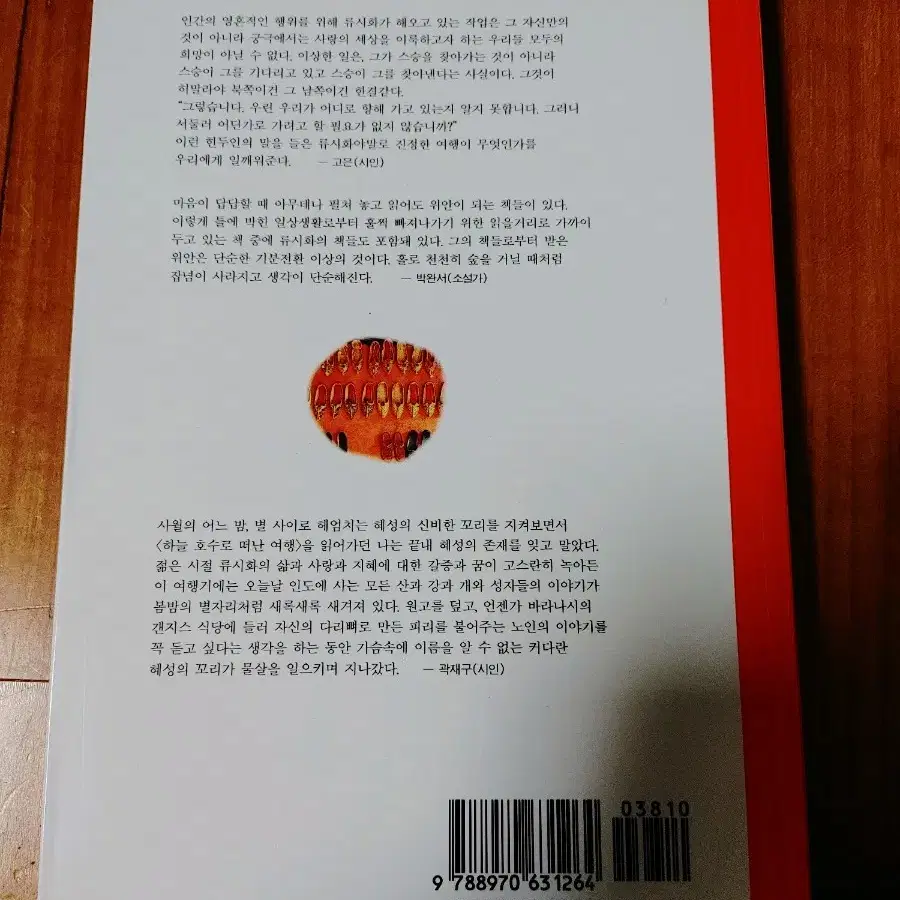 인간의 영혼적인 행위를 위해 류시화가 해오고 있는 작업은 그 자신만의
것이 아니라 궁극에서는 사랑의 세상을 이룩하고자 하는 우리들 모두의
희망이 아닐 수 없다. 이상한 일은, 그가 스승을 찾아가는 것이 아니라
스승이 그를 기다리고 있고 스승이 그를 찾아낸다는 사실이다. 그것이
히말라야 북쪽이건 그 남쪽이건 한결같다.
"그렇습니다. 우린 우리가 어디로 향해 가고 있는지 알지 못합니다. 그러니
서둘러 어딘가로 가려고 할 필요가 없지 않습니까?"
이런 힌두인의 말을 들은 류시화야말로 진정한 여행이 무엇인가를
우리에게 일깨워준다. — 고은(시인)
마음이 답답할 때 아무데나 펼쳐 놓고 읽어도 위안이 되는 책들이 있다.
이렇게 틀에 박힌 일상생활로부터 훌쩍 빠져나가기 위한 읽을거리로 가까이
두고 있는 책 중에 류시화의 책들도 포함돼 있다. 그의 책들로부터 받은
위안은 단순한 기분전환 이상의 것이다. 홀로 천천히 숲을 거닐 때처럼
잡념이 사라지고 생각이 단순해진다. — 박완서(소설가)
사월의 어느 밤, 별 사이로 헤엄치는 혜성의 신비한 꼬리를 지켜보면서
〈하늘 호수로 떠난 여행〉을 읽어가던 나는 끝내 혜성의 존재를 잊고 말았다.
젊은 시절 류시화의 삶과 사랑과 지혜에 대한 갈증과 꿈이 고스란히 녹아든
이 여행기에는 오늘날 인도에 사는 모든 산과 강과 개와 성자들의 이야기가
봄밤의 별자리처럼 새록새록 새겨져 있다. 원고를 덮고, 언젠가 바라나시의
갠지스 식당에 들러 자신의 다리뼈로 만든 피리를 불어주는 노인의 이야기를
꼭 듣고 싶다는 생각을 하는 동안 가슴속에 이름을 알 수 없는 커다란
혜성의 꼬리가 물살을 일으키며 지나갔다. — 곽재구(시인)
03810
9 788970 631264